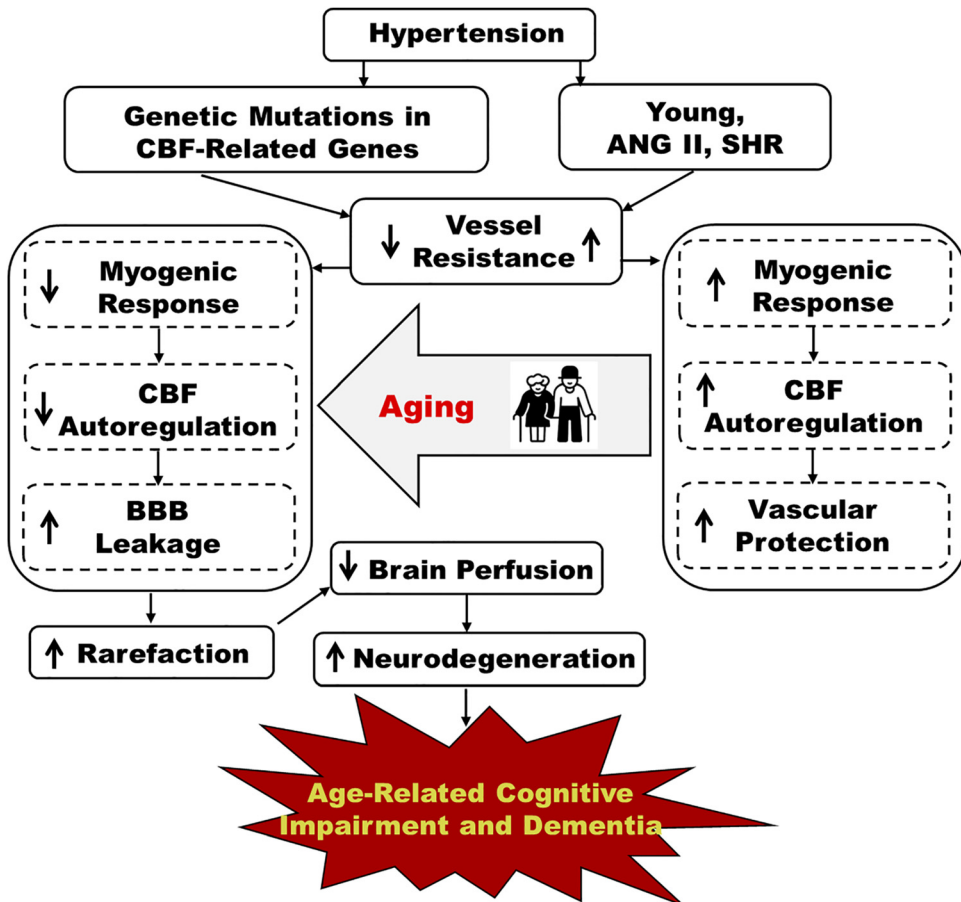 Hypertension
Genetic Mutations in
CBF-Related Genes
Young,
ANG II, SHR
↓ Vessel
Resistance ↑
↓ Myogenic
Response
↓ CBF
Autoregulation
↑ BBB
Leakage
Aging
↑ Myogenic
Response
↑ CBF
Autoregulation
↑ Vascular
Protection
↓ Brain Perfusion
↑ Rarefaction
↑ Neurodegeneration
Age-Related Cognitive
Impairment and Dementia